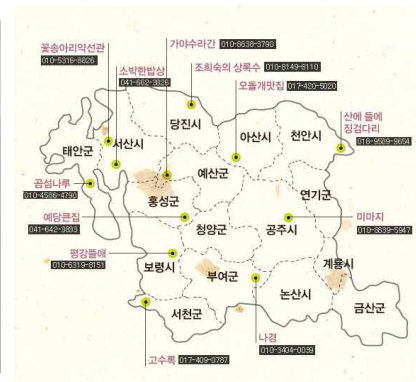 꽃송아리약선관
010-5316-8826
소박한밥상
041-662-3826
가야수라간 010-8638-3790
조희숙의 상록수 010-8149-6110
오돌개맛집 017-420-5020
산에 들에
징검다리
016-9589-9654
당진시
아산시
천안시
태안군
서산시
예산군
연기군
곰섬나루
010-4586-4790
홍성군
예당큰집
041-642-3833
청양군
공주시
미마지
010-8839-5947
평강뜰애
010-6319-8151
보령시
부여군
계룡시
논산시
금산군
서천군
나경
010-3404-0039
고수록 017-409-0787